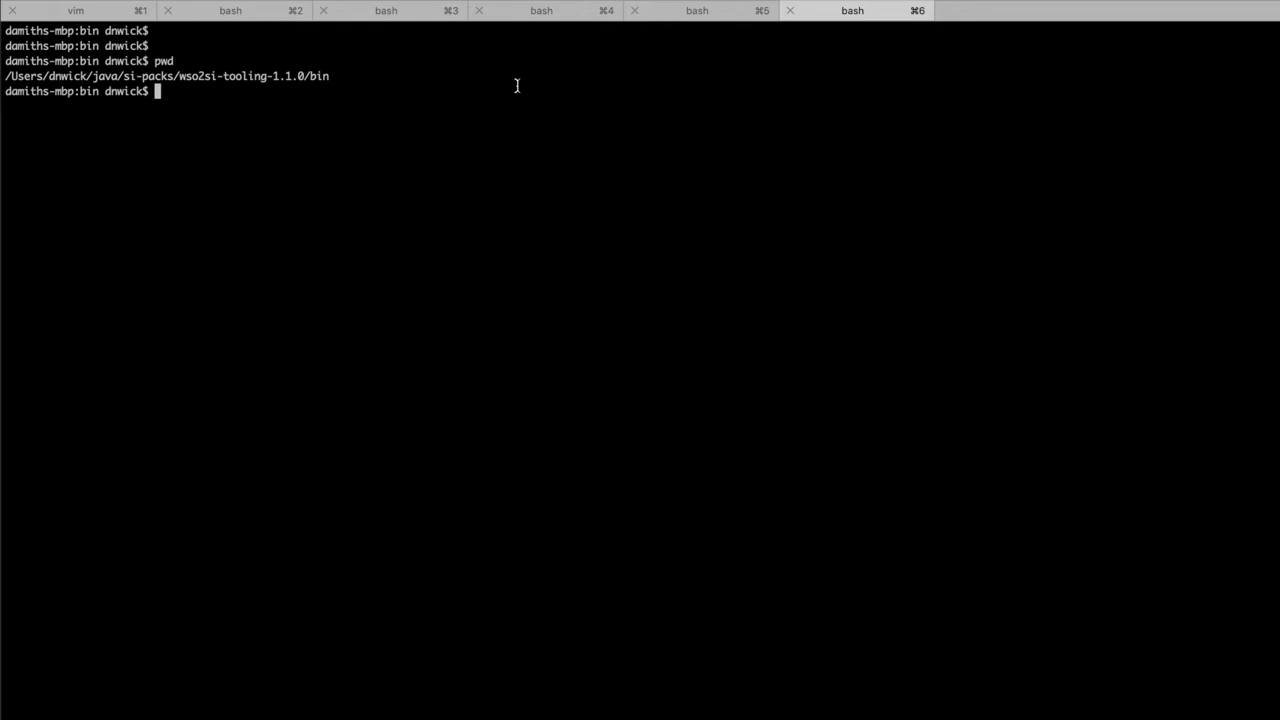 vim ⌘1 bash ⌘2 bash ⌘3 bash ⌘4 bash ⌘5 bash ⌘6
damiths-mbp:bin dnwick$
damiths-mbp:bin dnwick$
damiths-mbp:bin dnwick$ pwd
/Users/dnwick/java/si-packs/wso2si-tooling-1.1.0/bin
damiths-mbp:bin dnwick$